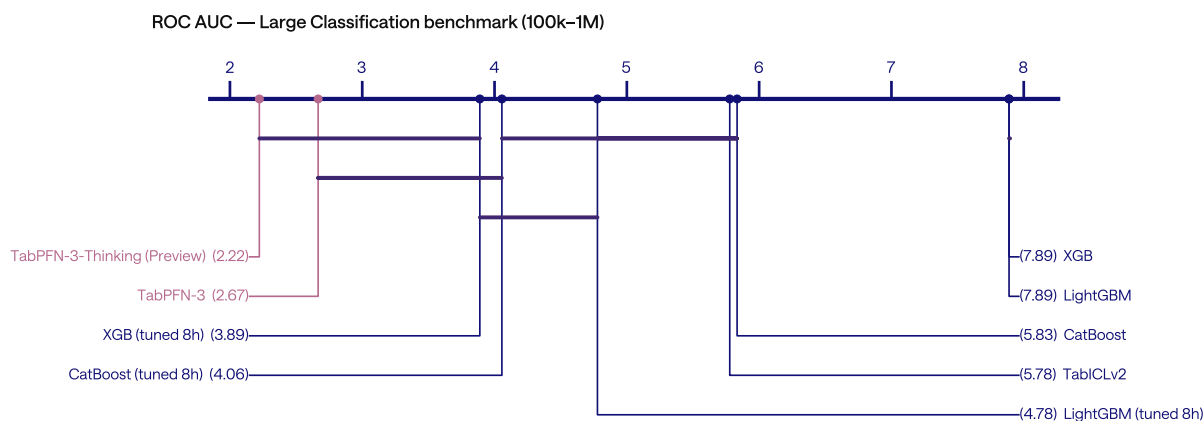 ROC AUC — Large Classification benchmark (100k–1M)
2 3 4 5 6 7 8
TabPFN-3-Thinking (Preview) (2.22) (7.89) XGB
TabPFN-3 (2.67) (7.89) LightGBM
XGB (tuned 8h) (3.89) (5.83) CatBoost
CatBoost (tuned 8h) (4.06) (5.78) TabICLv2
(4.78) LightGBM (tuned 8h)